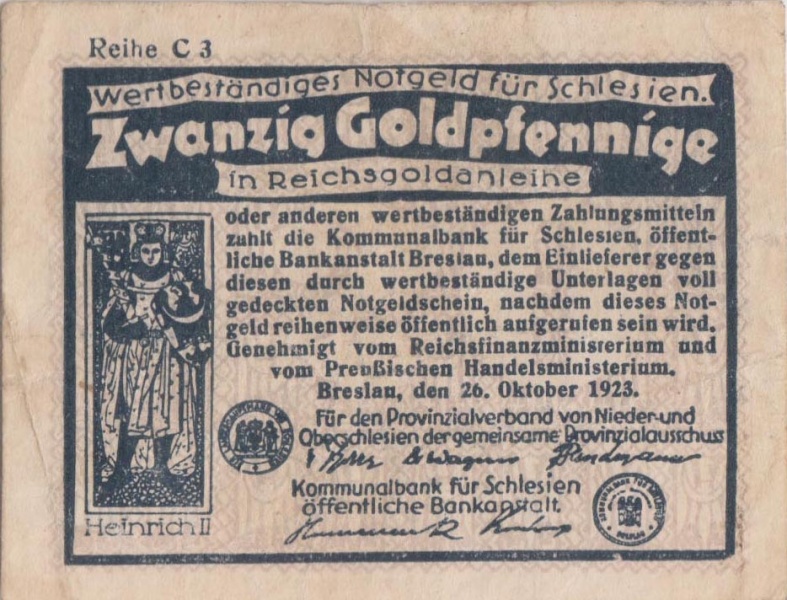 Reihe C 3
Wertbeständiges Notgeld für Schlesien.
Zwanzig Goldpfennige
in Reichsgoldanleihe
oder anderen wertbeständigen Zahlungsmitteln
zahlt die Kommunalbank für Schlesien, öffent-
liche Bankanstalt Breslau, dem Einlieferer gegen
diesen durch wertbeständige Unterlagen voll
gedeckten Notgeldschein, nachdem dieses Not-
geld reihenweise öffentlich aufgerufen sein wird.
Genehmigt vom Reichsfinanzministerium und
vom Preußischen Handelsministerium.
Breslau, den 26. Oktober 1923.
Für den Provinzialverband von Nieder-und
Oberschlesien der gemeinsame Provinzialausschuss
Kommunalbank für Schlesien
öffentliche Bankanstalt.
Heinrich II